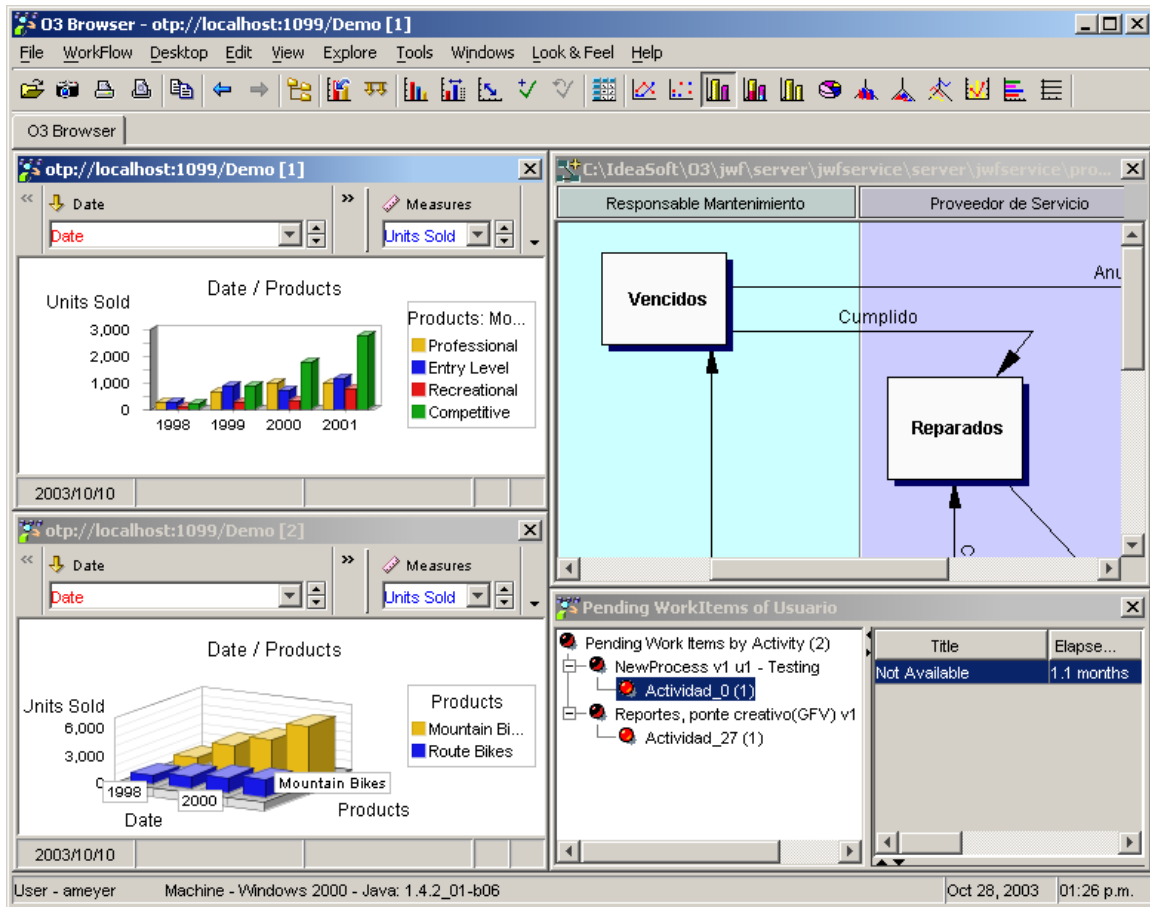 O3 Browser - otp://localhost:1099/Demo [1]
File WorkFlow Desktop Edit View Explore Tools Windows Look & Feel Help
O3 Browser
otp://localhost:1099/Demo [1]
Date
Measures
Date
Units Sold
Date / Products
Units Sold
3,000
2,000
1,000
0
1998 1999 2000 2001
Products: Mo...
Professional
Entry Level
Recreational
Competitive
2003/10/10
otp://localhost:1099/Demo [2]
Date
Measures
Date
Units Sold
Date / Products
Units Sold
6,000
3,000
0
1998
2000
Mountain Bikes
Date
Products
Products
Mountain Bi...
Route Bikes
2003/10/10
C:\IdeaSoft\O3\jwf\server\jwfservice\server\jwfservice\pro...
Responsable Mantenimiento
Proveedor de Servicio
Vencidos
Anu
Cumplido
Reparados
Pending WorkItems of Usuario
Pending Work Items by Activity (2)
NewProcess v1 u1 - Testing
Actividad_0 (1)
Reportes, ponte creativo(GFV) v1
Actividad_27 (1)
Title
Elapse...
Not Available
1.1 months
User - ameyer
Machine - Windows 2000 - Java: 1.4.2_01-b06
Oct 28, 2003
01:26 p.m.